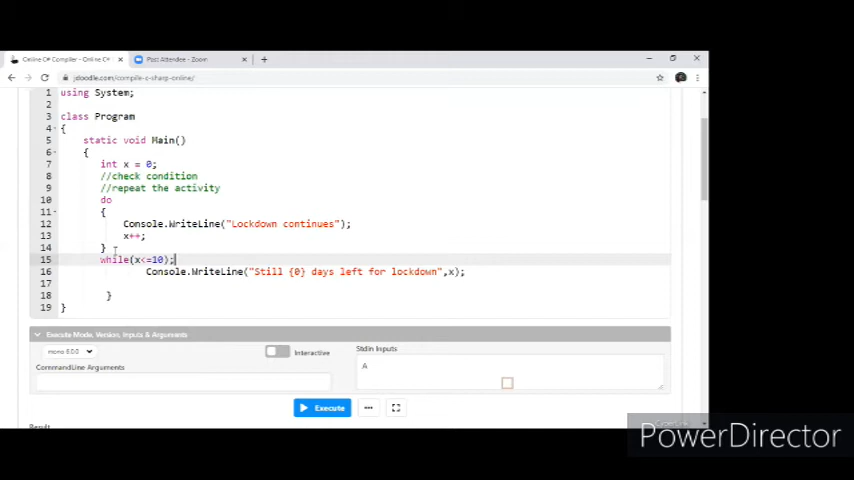 Online C# Compiler - Online C#
Post Attendee - Zoom
jdoodle.com/compile-c-sharp-online/
1 using System;
2
3 class Program
4 {
5 static void Main()
6 {
7 int x = 0;
8 //check condition
9 //repeat the activity
10 do
11 {
12 Console.WriteLine("Lockdown continues");
13 x++;
14 }
15 while(x<=10);
16 Console.WriteLine("Still {0} days left for lockdown",x);
17
18 }
19 }
Execute Mode, Version, Inputs & Arguments
mono 6.0.0
Interactive
Stdin Inputs
CommandLine Arguments
A
Execute
Result
PowerDirector